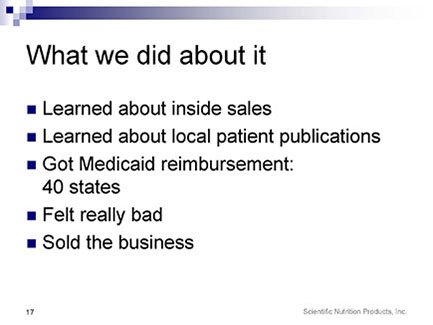 What we did about it
Learned about inside sales
Learned about local patient publications
Got Medicaid reimbursement:
40 states
Felt really bad
Sold the business
17
Scientific Nutrition Products, Inc.